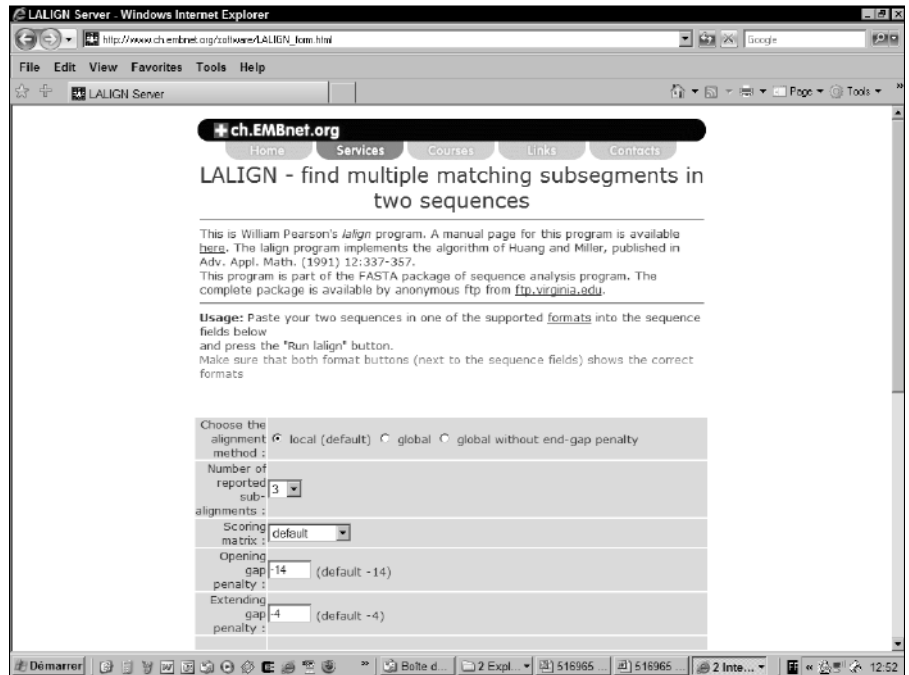 LALIGN Server - Windows Internet Explorer
http://www.ch.embnet.org/software/LALIGN_form.html
Google
File Edit View Favorites Tools Help
LALIGN Server
Page Tools »
ch.EMBnet.org
Home Services Courses Links Contacts
LALIGN - find multiple matching subsegments in
two sequences
This is William Pearson's lalign program. A manual page for this program is available
here. The lalign program implements the algorithm of Huang and Miller, published in
Adv. Appl. Math. (1991) 12:337-357.
This program is part of the FASTA package of sequence analysis program. The
complete package is available by anonymous ftp from ftp.virginia.edu.
Usage: Paste your two sequences in one of the supported formats into the sequence
fields below
and press the "Run lalign" button.
Make sure that both format buttons (next to the sequence fields) shows the correct
formats
Choose the
alignment local (default) global global without end-gap penalty
method :
Number of
reported 3
sub-
alignments :
Scoring default
matrix :
Opening
gap -14 (default -14)
penalty :
Extending
gap -4 (default -4)
penalty :
Démarrer » Boîte d... 2 Expl... 516965 ... 516965 ... 2 Inte... « 12:52